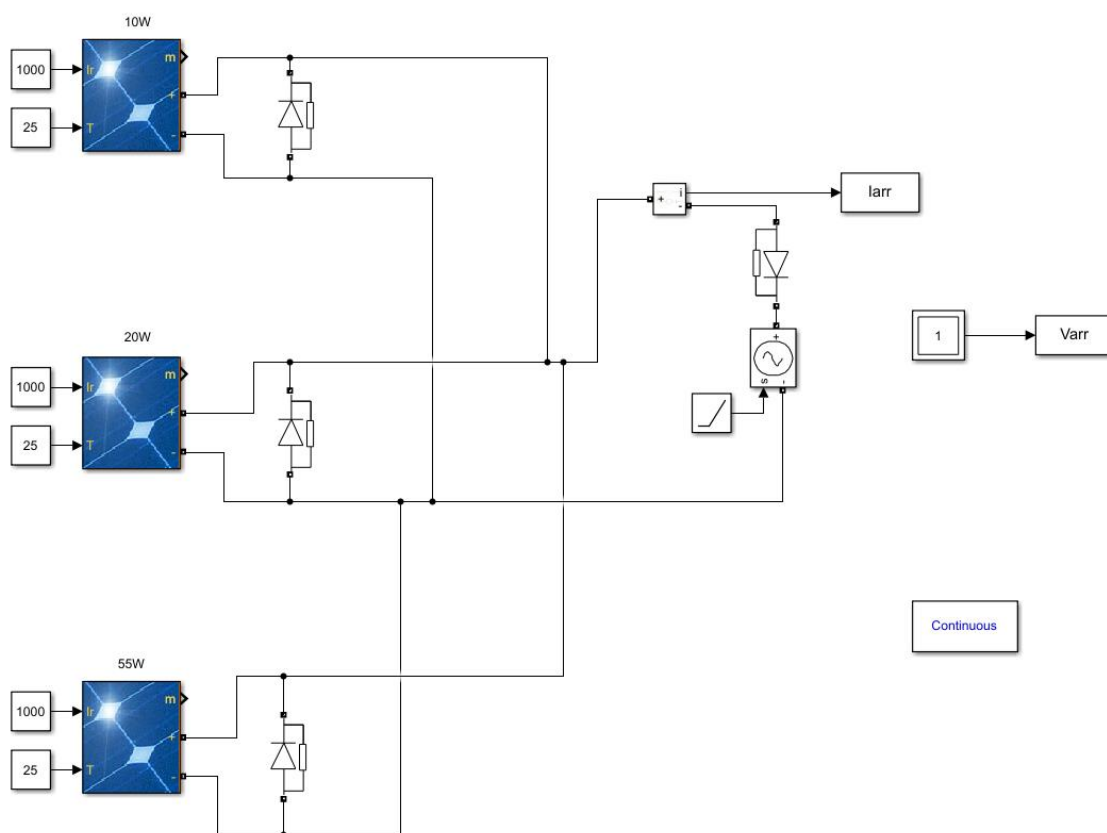 10W
1000
Ir
m
+
25
T
-
i
+
-
Iarr
20W
1000
Ir
m
+
25
T
-
+
s
-
1
Varr
Continuous
55W
1000
Ir
m
+
25
T
-